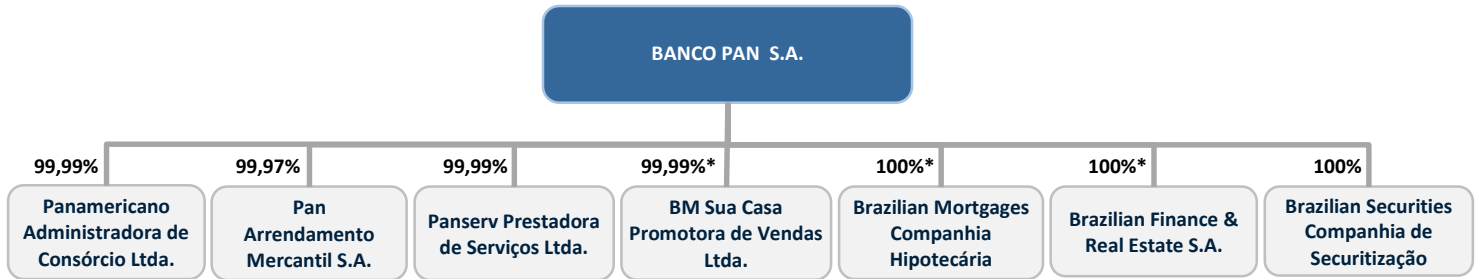 BANCO PAN S.A.
99,99%
99,97%
99,99%
99,99%*
100%*
100%*
100%
Panamericano
Administradora de
Consórcio Ltda.
Pan
Arrendamento
Mercantil S.A.
Panserv Prestadora
de Serviços Ltda.
BM Sua Casa
Promotora de Vendas
Ltda.
Brazilian Mortgages
Companhia
Hipotecária
Brazilian Finance &
Real Estate S.A.
Brazilian Securities
Companhia de
Securitização